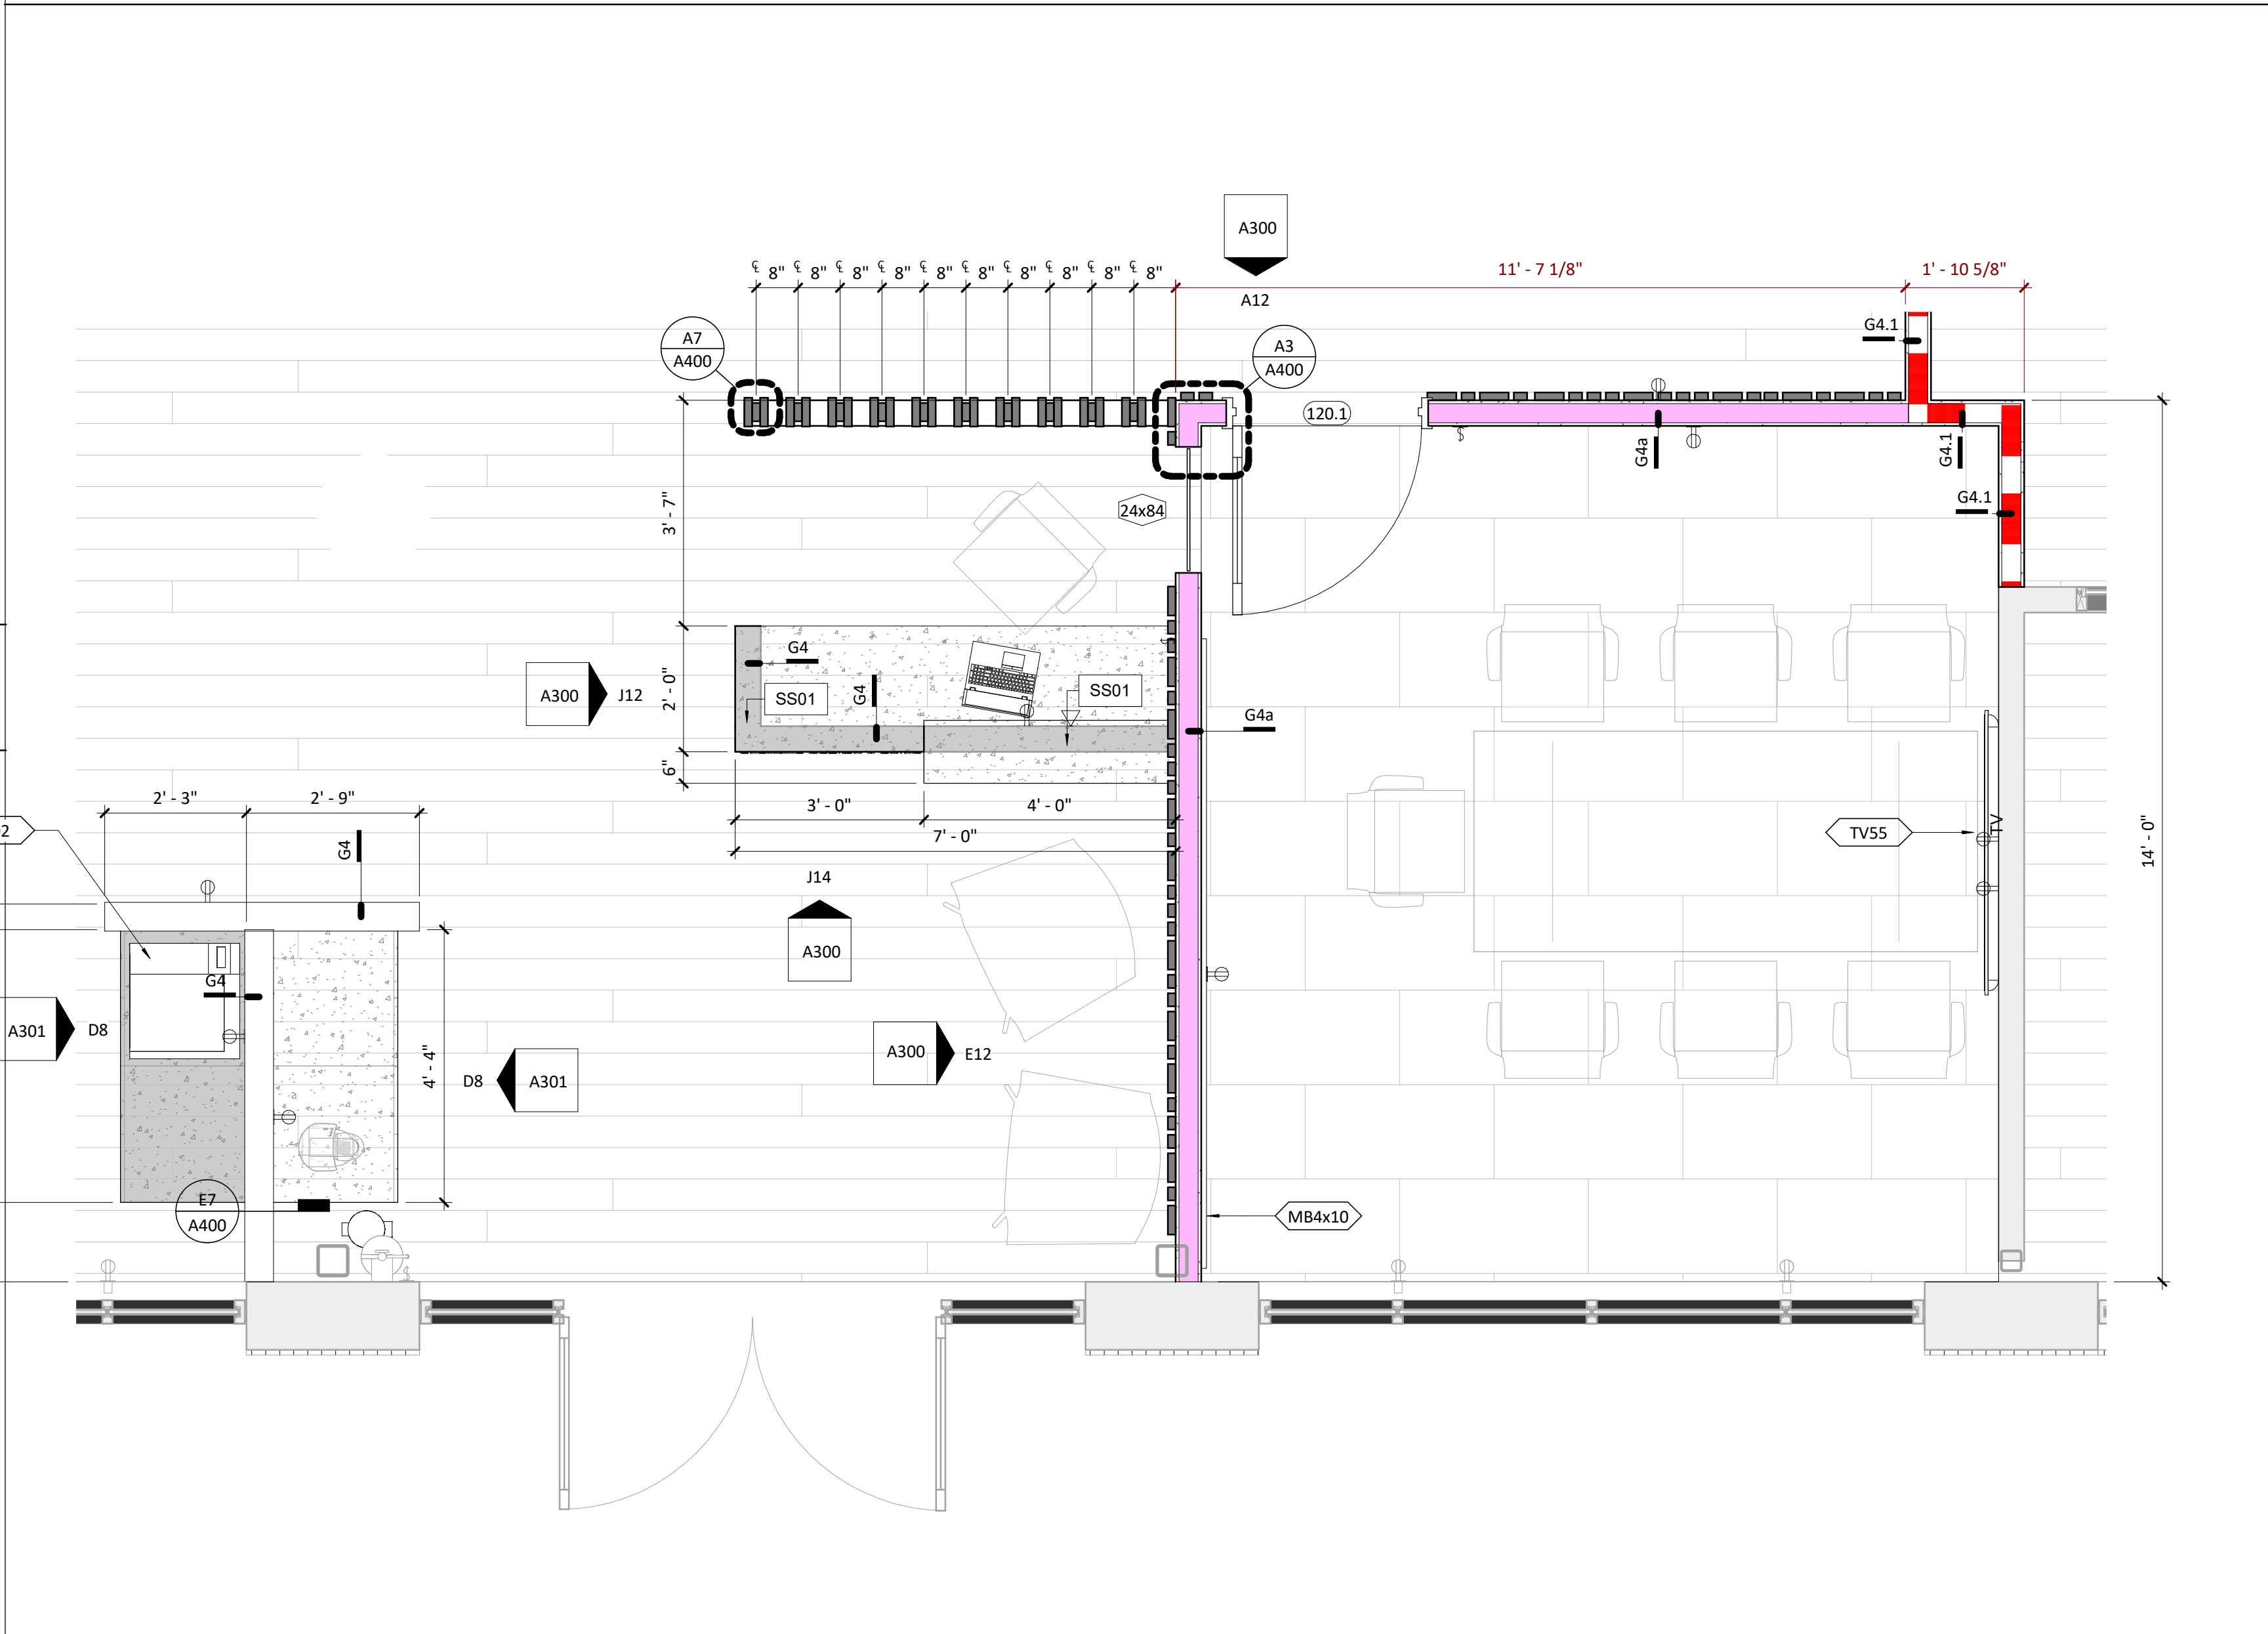 A300
A12
℄ 8" ℄ 8" ℄ 8" ℄ 8" ℄ 8" ℄ 8" ℄ 8" ℄ 8" ℄ 8" ℄ 8"
11' - 7 1/8"
1' - 10 5/8"
A7
A400
A3
A400
G4.1
120.1
$
G4a
G4.1
G4.1
3' - 7"
24x84
G4
A300
J12
2' - 0"
SS01
G4
SS01
G4a
6"
2' - 3"
2' - 9"
3' - 0"
4' - 0"
7' - 0"
TV55
TV
14' - 0"
G4
J14
A300
G4
A301
D8
4' - 4"
D8
A301
A300
E12
E7
A400
MB4x10
$